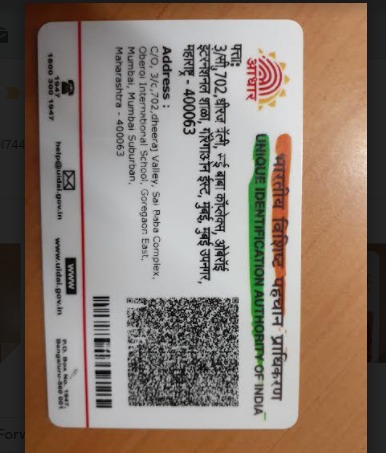 भारतीय विशिष्ट पहचान प्राधिकरण
UNIQUE IDENTIFICATION AUTHORITY OF INDIA
आधार
पत्ता:
3/सी,702,धीरज वॅली, साई बाबा कॉम्प्लेक्स, ओबेरॉई
इंटरनॅशनल शाळा, गोरेगाओन ईस्ट, मुंबई, मुंबई उपनगर,
महाराष्ट्र - 400063
Address :
C/O, 3/c,702,dheeraj Valley, Sai Baba Complex,
Oberoi International School, Goregaon East,
Mumbai, Mumbai Suburban,
Maharashtra - 400063
1947
1800 300 1947
help@uidai.gov.in
www
www.uidai.gov.in
P.O. Box No. 1947
Bengaluru-560 001